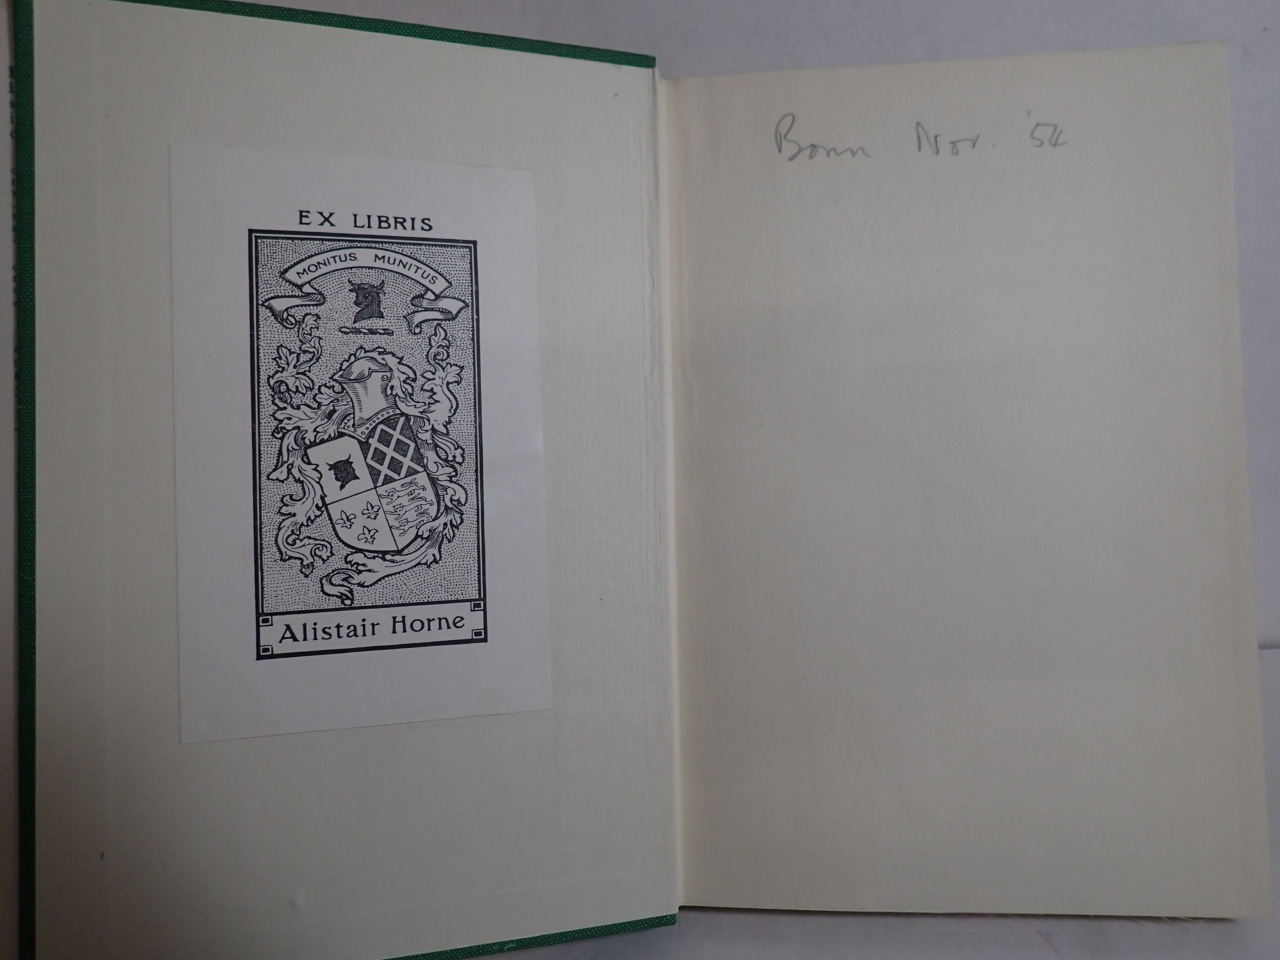 EX LIBRIS
MONITUS MUNITUS
Alistair Horne
Bonn Nov. '54